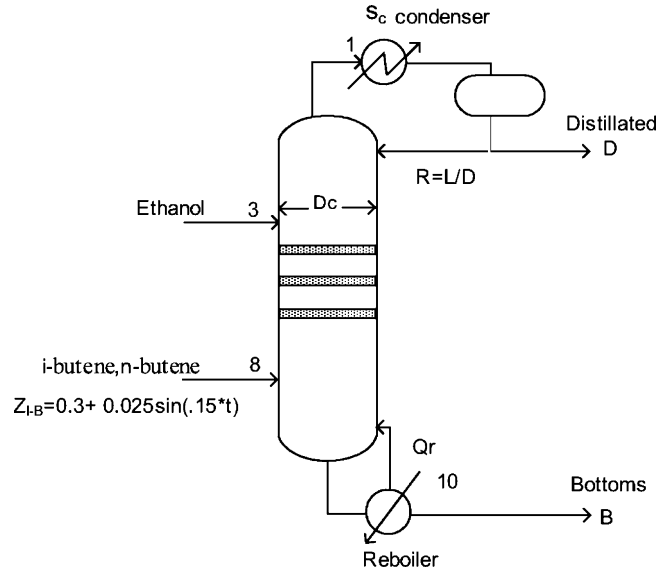 S_c condenser
1
Distillated
D
R=L/D
Ethanol
3
Dc
i-butene,n-butene
8
Z_I-B=0.3+ 0.025sin(.15*t)
Qr
10
Bottoms
B
Reboiler